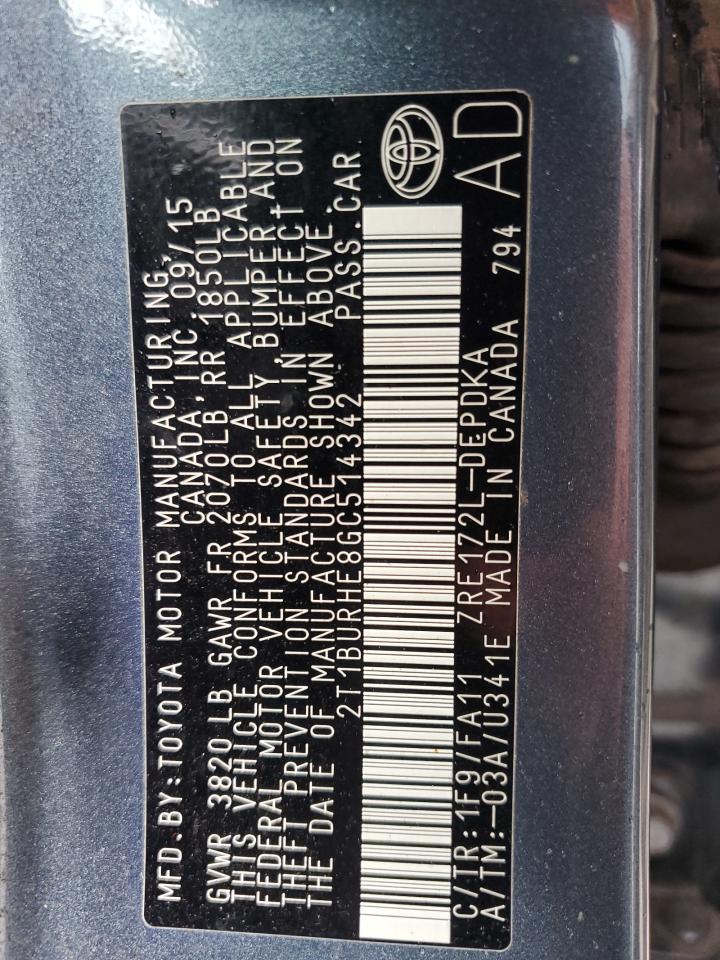 MFD.BY:TOYOTA MOTOR MANUFACTURING,
CANADA,INC.09/15
GVWR 3820 LB GAWR FR 2070LB RR 1850LB
THIS VEHICLE CONFORMS TO ALL APPLICABLE
FEDERAL MOTOR VEHICLE SAFETY,BUMPER,AND
THEFT PREVENTION STANDARDS IN EFFECT ON
THE DATE OF MANUFACTURE SHOWN ABOVE.
2T1BURHE8GC514342 PASS.CAR
C/TR:1F9/FA11 ZRE172L-DEPDKA
A/TM:-03A/U341E MADE IN CANADA 794
AD